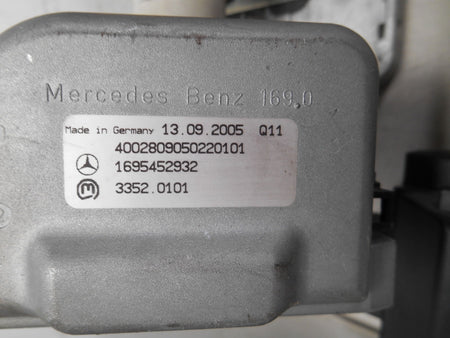 Mercedes Benz 169.0
Made in Germany 13.09.2005 Q11
4002809050220101
1695452932
3352.0101